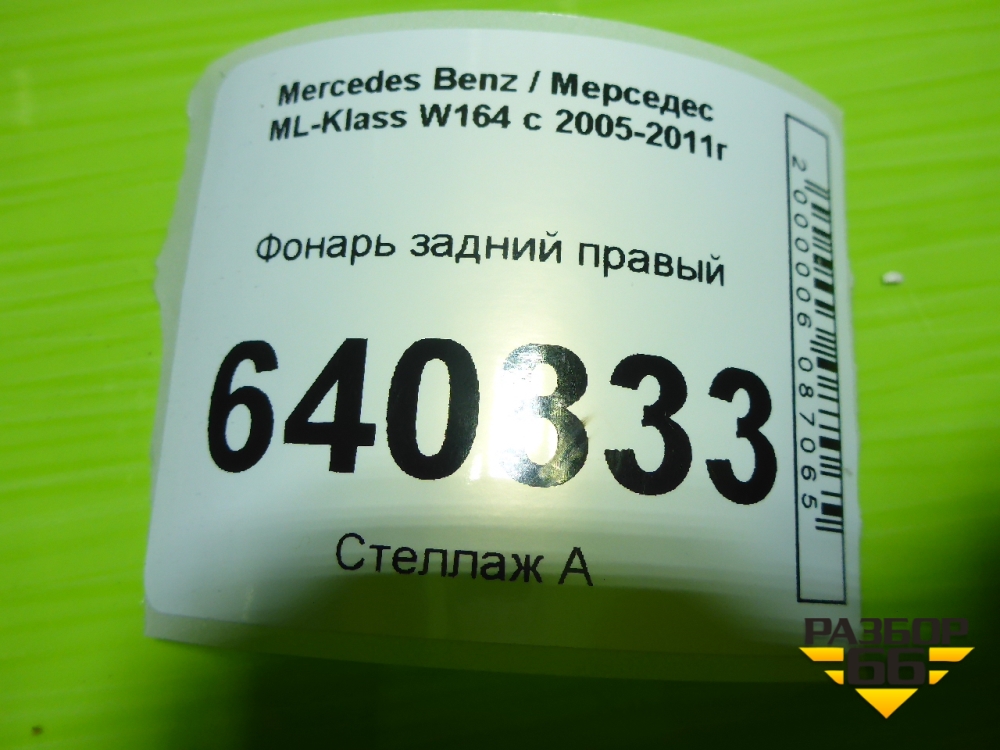 Mercedes Benz / Мерседес
ML-Klass W164 с 2005-2011г
Фонарь задний правый
640333
Стеллаж А
2000006087065
РАЗБОР
66